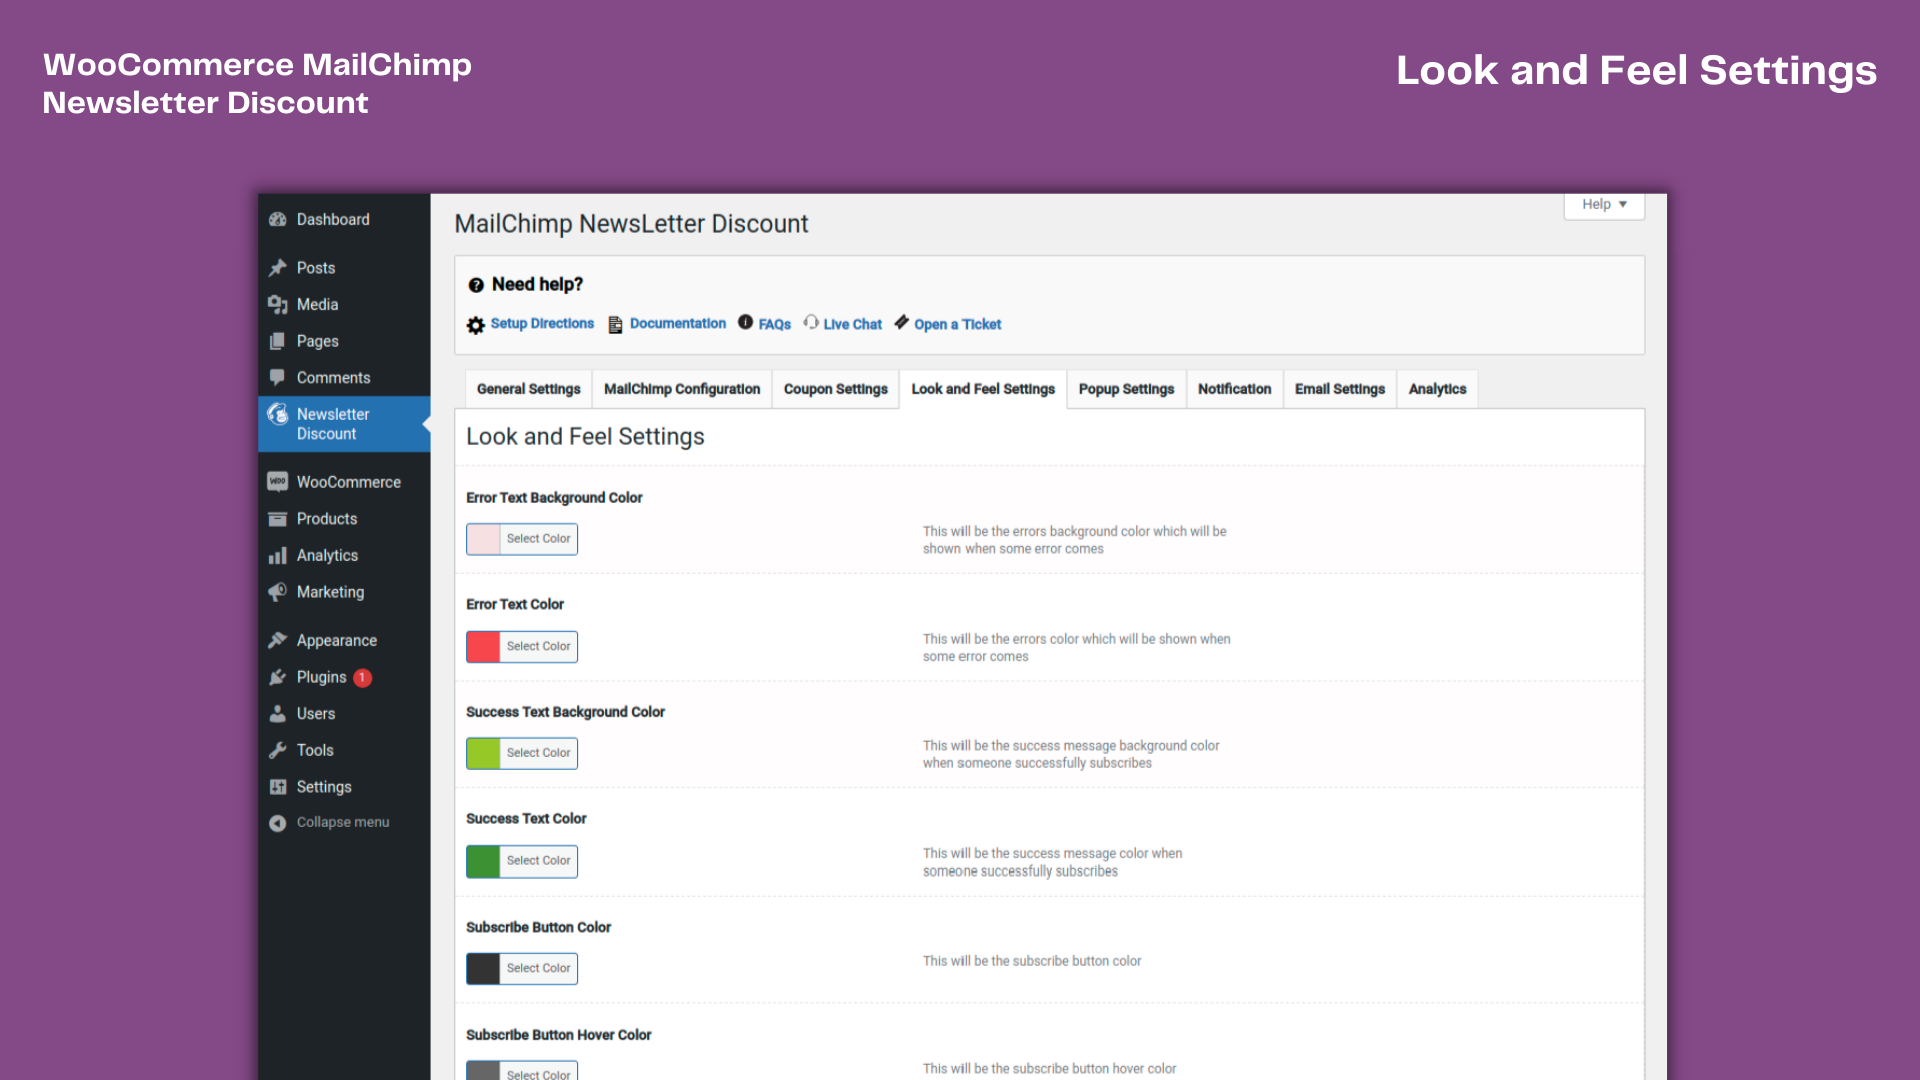 WooCommerce MailChimp
Newsletter Discount
Look and Feel Settings
Dashboard
Posts
Media
Pages
Comments
Newsletter
Discount
WooCommerce
Products
Analytics
Marketing
Appearance
Plugins 1
Users
Tools
Settings
Collapse menu
Help
MailChimp NewsLetter Discount
Need help?
Setup Directions Documentation FAQs Live Chat Open a Ticket
General Settings MailChimp Configuration Coupon Settings Look and Feel Settings Popup Settings Notification Email Settings Analytics
Look and Feel Settings
Error Text Background Color
Select Color
This will be the errors background color which will be
shown when some error comes
Error Text Color
Select Color
This will be the errors color which will be shown when
some error comes
Success Text Background Color
Select Color
This will be the success message background color
when someone successfully subscribes
Success Text Color
Select Color
This will be the success message color when
someone successfully subscribes
Subscribe Button Color
Select Color
This will be the subscribe button color
Subscribe Button Hover Color
Select Color
This will be the subscribe button hover color